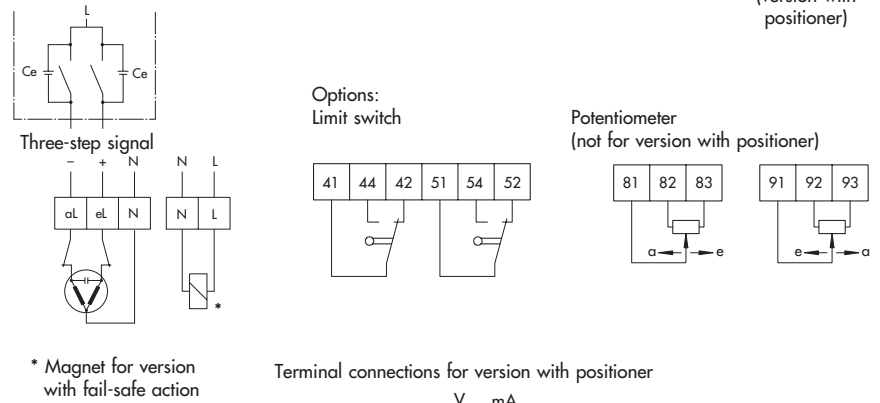 positioner)
L
Ce Ce
Three-step signal
– + N N L
aL eL N N L
*
* Magnet for version
with fail-safe action
Options:
Limit switch
41 44 42 51 54 52
Potentiometer
(not for version with positioner)
81 82 83 91 92 93
a e e a
Terminal connections for version with positioner
V mA